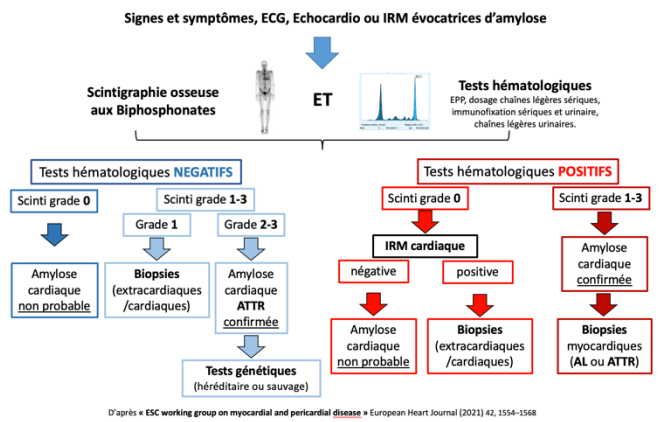 Signes et symptômes, ECG, Echocardio ou IRM évocatrices d’amylose
Scintigraphie osseuse
aux Biphosphonates
ET
Tests hématologiques
EPP, dosage chaînes légères sériques,
immunofixation sériques et urinaire,
chaînes légères urinaires.
Tests hématologiques NEGATIFS
Scinti grade 0
Scinti grade 1-3
Grade 1
Grade 2-3
Amylose
cardiaque
non probable
Biopsies
(extracardiaques
/cardiaques)
Amylose
cardiaque
ATTR
confirmée
Tests génétiques
(héréditaire ou sauvage)
Tests hématologiques POSITIFS
Scinti grade 0
Scinti grade 1-3
IRM cardiaque
négative
positive
Amylose
cardiaque
non probable
Biopsies
(extracardiaques
/cardiaques)
Amylose
cardiaque
confirmée
Biopsies
myocardiques
(AL ou ATTR)
D’après « ESC working group on myocardial and pericardial disease » European Heart Journal (2021) 42, 1554–1568